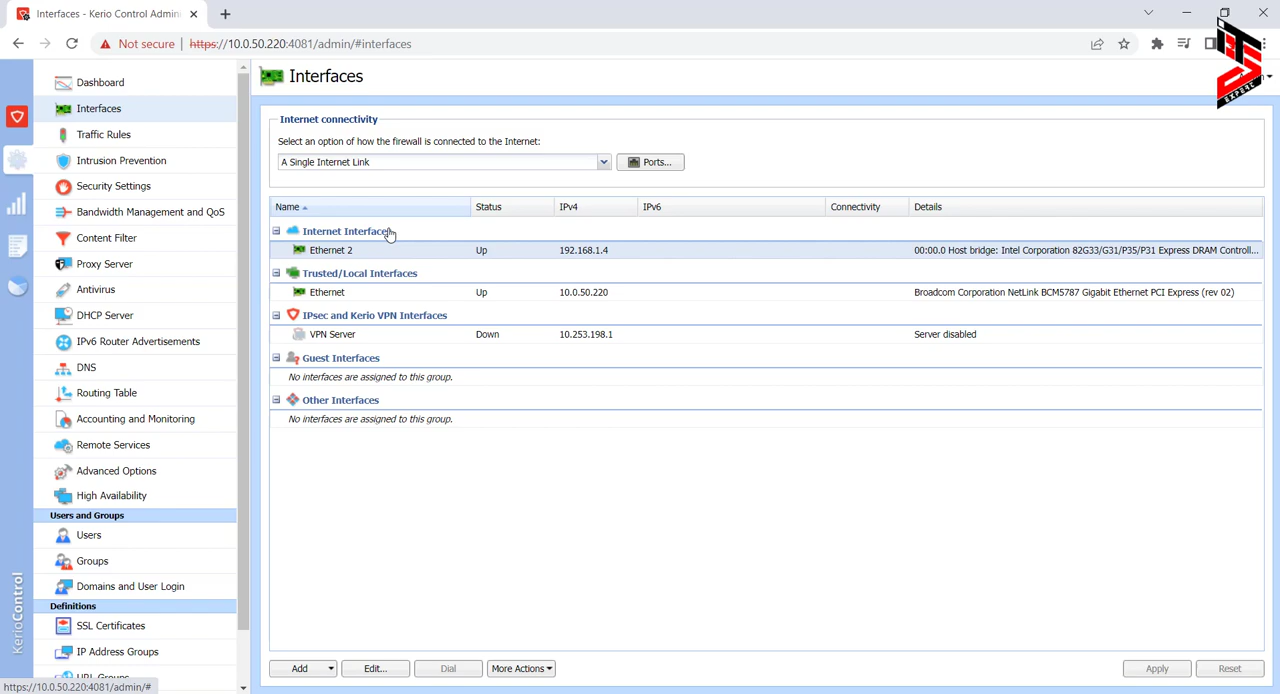 Interfaces - Kerio Control Admini
Not secure | https://10.0.50.220:4081/admin/#interfaces
ITS
EXPERT
Dashboard
Interfaces
Traffic Rules
Intrusion Prevention
Security Settings
Bandwidth Management and QoS
Content Filter
Proxy Server
Antivirus
DHCP Server
IPv6 Router Advertisements
DNS
Routing Table
Accounting and Monitoring
Remote Services
Advanced Options
High Availability
Users and Groups
Users
Groups
Domains and User Login
Definitions
SSL Certificates
IP Address Groups
URL Groups
KerioControl
https://10.0.50.220:4081/admin/#
Interfaces
Internet connectivity
Select an option of how the firewall is connected to the Internet:
A Single Internet Link Ports...
Name Status IPv4 IPv6 Connectivity Details
Internet Interfaces
Ethernet 2 Up 192.168.1.4 00:00.0 Host bridge: Intel Corporation 82G33/G31/P35/P31 Express DRAM Controll...
Trusted/Local Interfaces
Ethernet Up 10.0.50.220 Broadcom Corporation NetLink BCM5787 Gigabit Ethernet PCI Express (rev 02)
IPsec and Kerio VPN Interfaces
VPN Server Down 10.253.198.1 Server disabled
Guest Interfaces
No interfaces are assigned to this group.
Other Interfaces
No interfaces are assigned to this group.
Add Edit... Dial More Actions Apply Reset